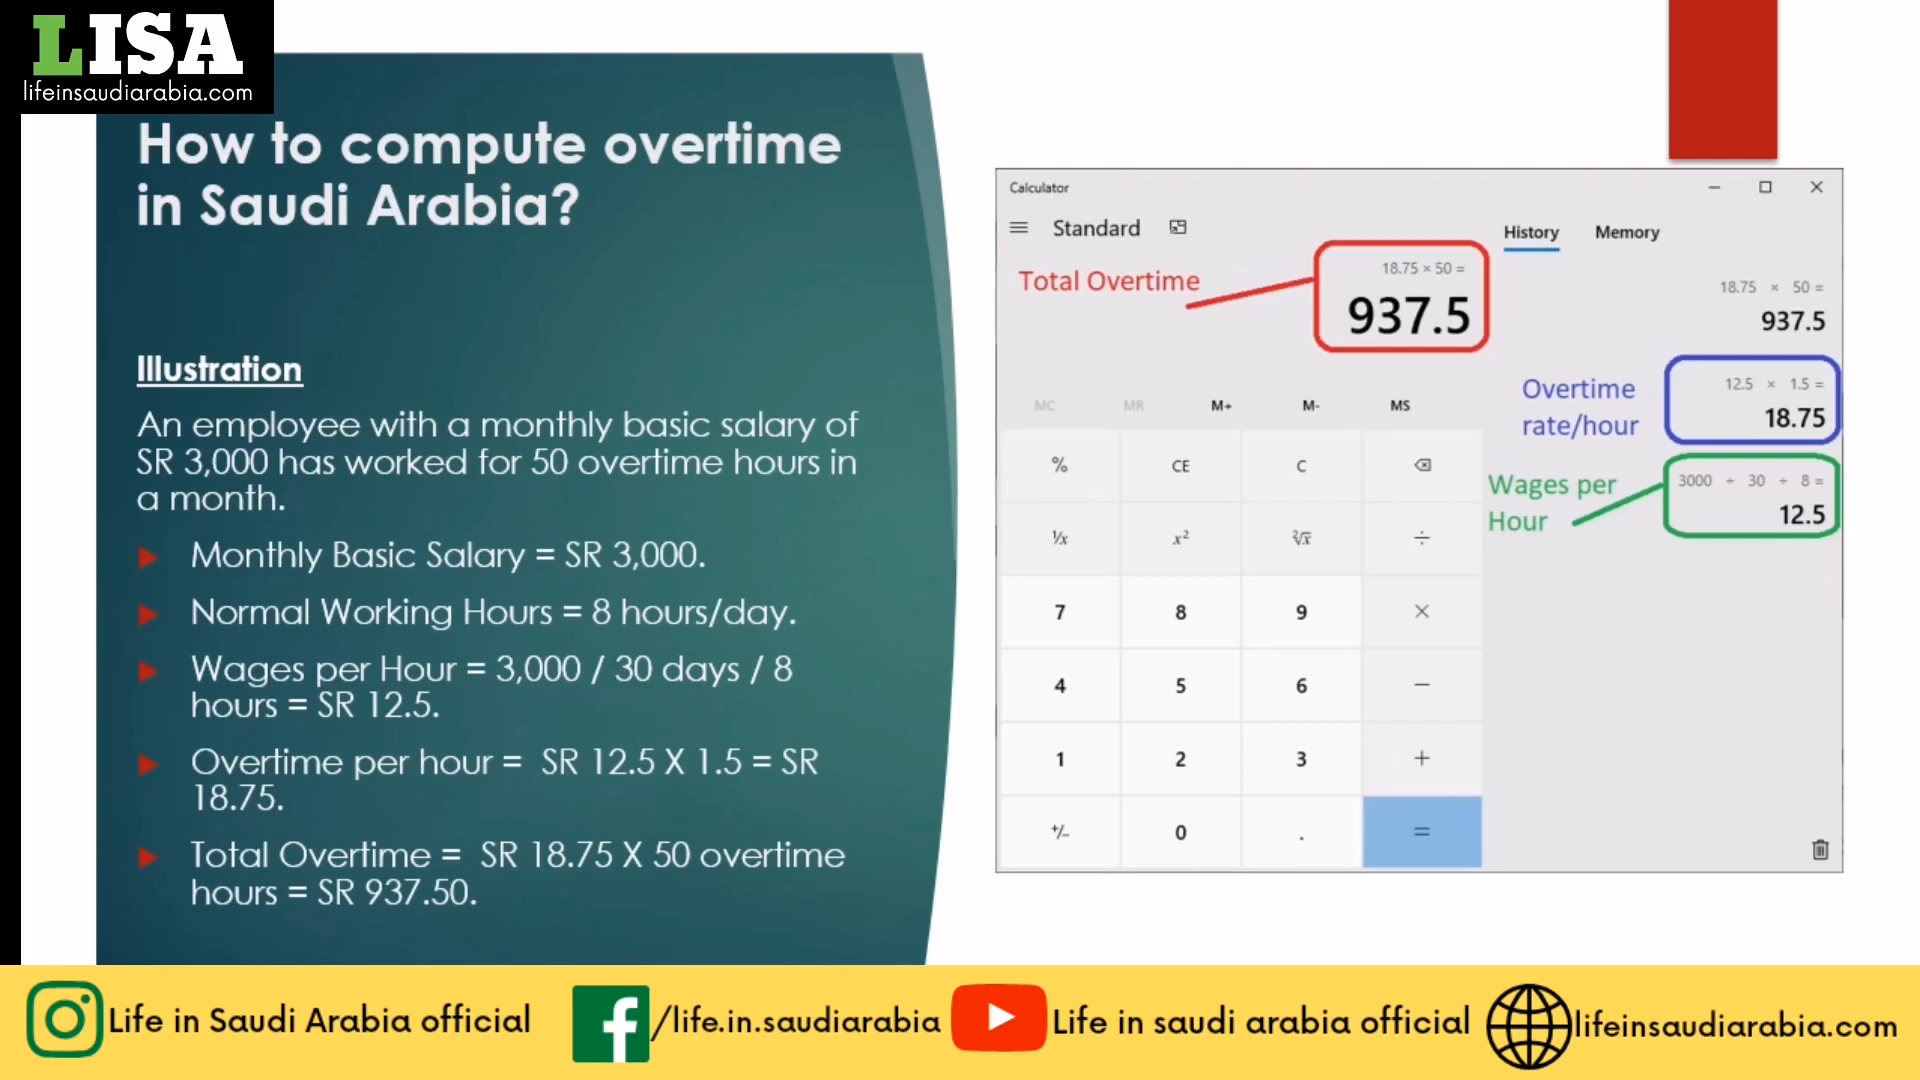 LISA
lifeinsaudiarabia.com
How to compute overtime
in Saudi Arabia?
Illustration
An employee with a monthly basic salary of
SR 3,000 has worked for 50 overtime hours in
a month.
Monthly Basic Salary = SR 3,000.
Normal Working Hours = 8 hours/day.
Wages per Hour = 3,000 / 30 days / 8
hours = SR 12.5.
Overtime per hour =  SR 12.5 X 1.5 = SR
18.75.
Total Overtime =  SR 18.75 X 50 overtime
hours = SR 937.50.
Calculator
Standard
History Memory
Total Overtime
18.75 × 50 =
937.5
18.75 × 50 =
937.5
Overtime
rate/hour
12.5 × 1.5 =
18.75
Wages per
Hour
3000 ÷ 30 ÷ 8 =
12.5
MC MR M+ M- MS
% CE C ⌫
⅟x x² ²√x ÷
7 8 9 ×
4 5 6 −
1 2 3 +
+/− 0 . =
Life in Saudi Arabia official
/life.in.saudiarabia
Life in saudi arabia official
lifeinsaudiarabia.com